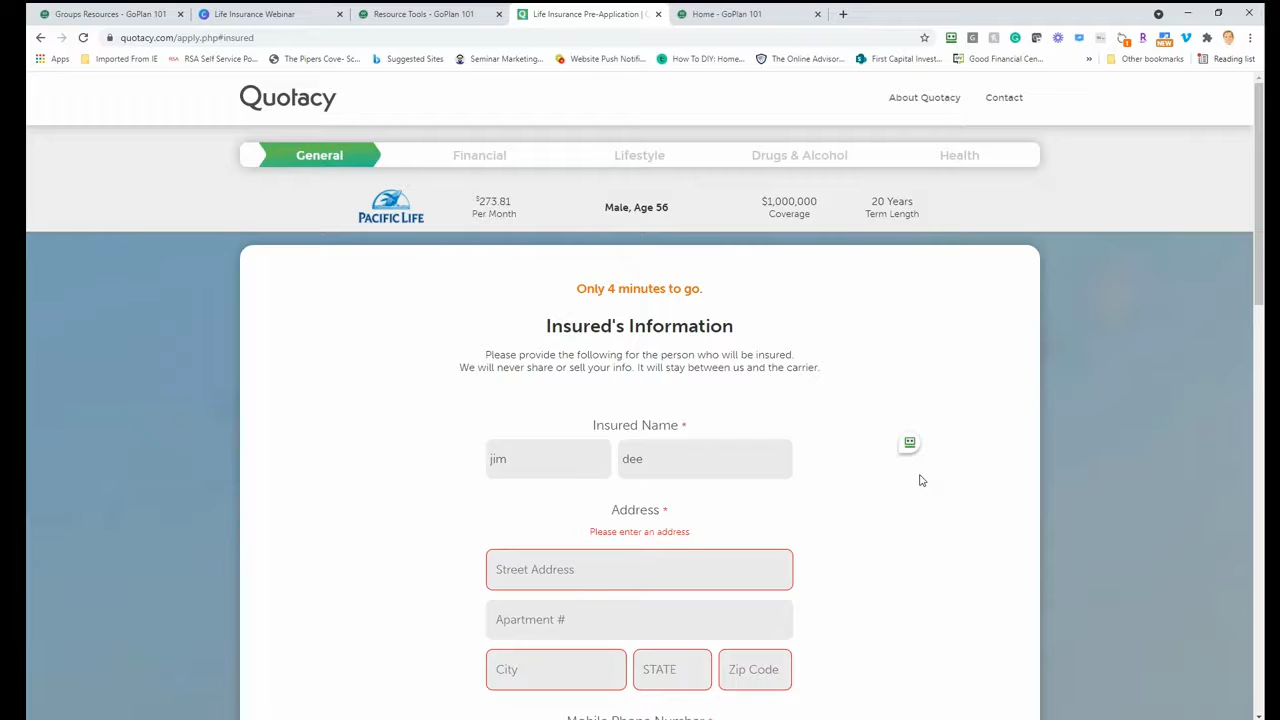 Groups Resources - GoPlan 101
Life Insurance Webinar
Resource Tools - GoPlan 101
Life Insurance Pre-Application |
Home - GoPlan 101
quotacy.com/apply.php#insured
Apps
Imported From IE
RSA Self Service Po...
The Pipers Cove- Sc...
Suggested Sites
Seminar Marketing...
Website Push Notifi...
How To DIY: Home...
The Online Advisor...
First Capital Invest...
Good Financial Cen...
»
Other bookmarks
Reading list
NEW
Quotacy
About Quotacy
Contact
General
Financial
Lifestyle
Drugs & Alcohol
Health
PACIFIC LIFE
$273.81
Per Month
Male, Age 56
$1,000,000
Coverage
20 Years
Term Length
Only 4 minutes to go.
Insured's Information
Please provide the following for the person who will be insured.
We will never share or sell your info. It will stay between us and the carrier.
Insured Name *
jim
dee
Address *
Please enter an address
Street Address
Apartment #
City
STATE
Zip Code
Mobile Phone Number *